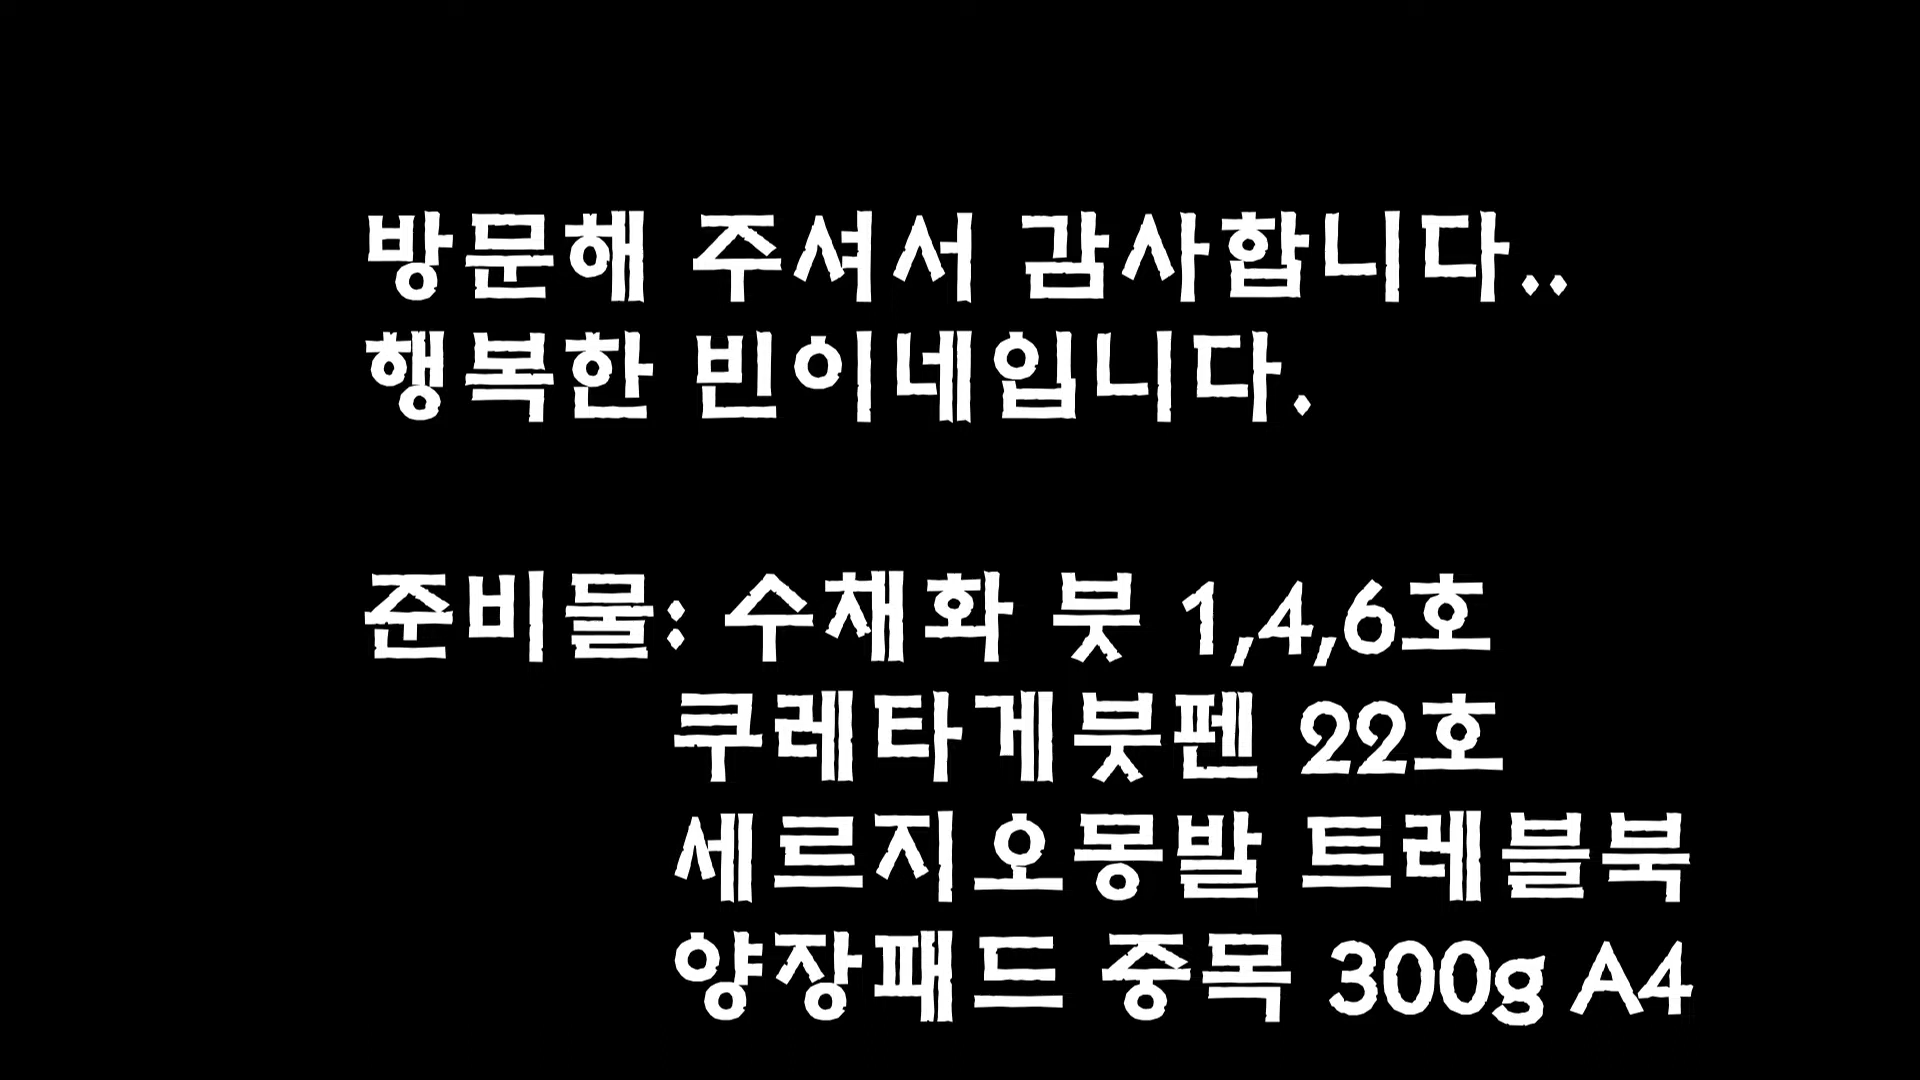 방문해 주셔서 감사합니다..
행복한 빈이네입니다.
준비물: 수채화 붓 1,4,6호
쿠레타게붓펜 22호
세르지오몽발 트레블북
양장패드 중목 300g A4